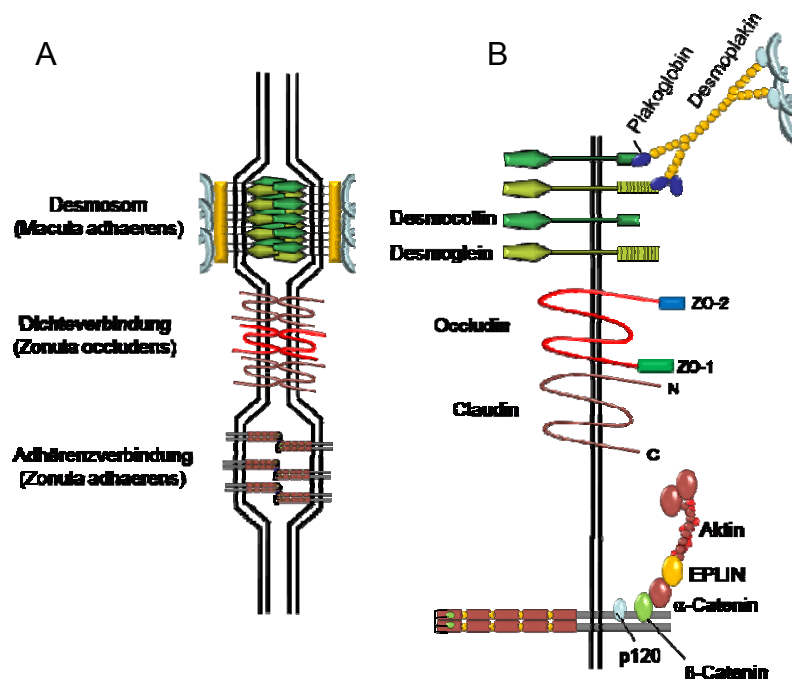 A
B
Desmosom
(Macula adhaerens)
Dichteverbindung
(Zonula occludens)
Adhärenzverbindung
(Zonula adhaerens)
Plakoglobin
Desmoplakin
Desmocollin
Desmoglein
Occludin
ZO-2
ZO-1
N
Claudin
C
Aktin
EPLIN
α-Catenin
p120
ß-Catenin